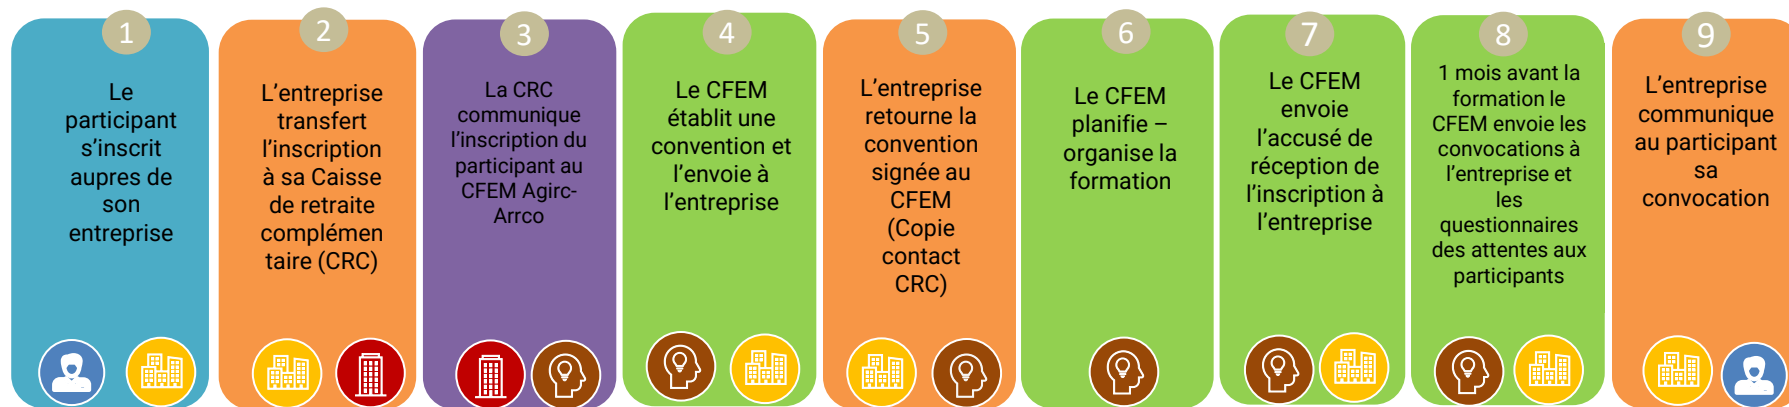 1
Le
participant
s’inscrit
aupres de
son
entreprise
2
L’entreprise
transfert
l’inscription
à sa Caisse
de retraite
complémen
taire (CRC)
3
La CRC
communique
l’inscription du
participant au
CFEM Agirc-
Arrco
4
Le CFEM
établit une
convention et
l’envoie à
l’entreprise
5
L’entreprise
retourne la
convention
signée au
CFEM
(Copie
contact
CRC)
6
Le CFEM
planifie –
organise la
formation
7
Le CFEM
envoie
l’accusé de
réception de
l’inscription à
l’entreprise
8
1 mois avant la
formation le
CFEM envoie les
convocations à
l’entreprise et
les
questionnaires
des attentes aux
participants
9
L’entreprise
communique
au participant
sa
convocation